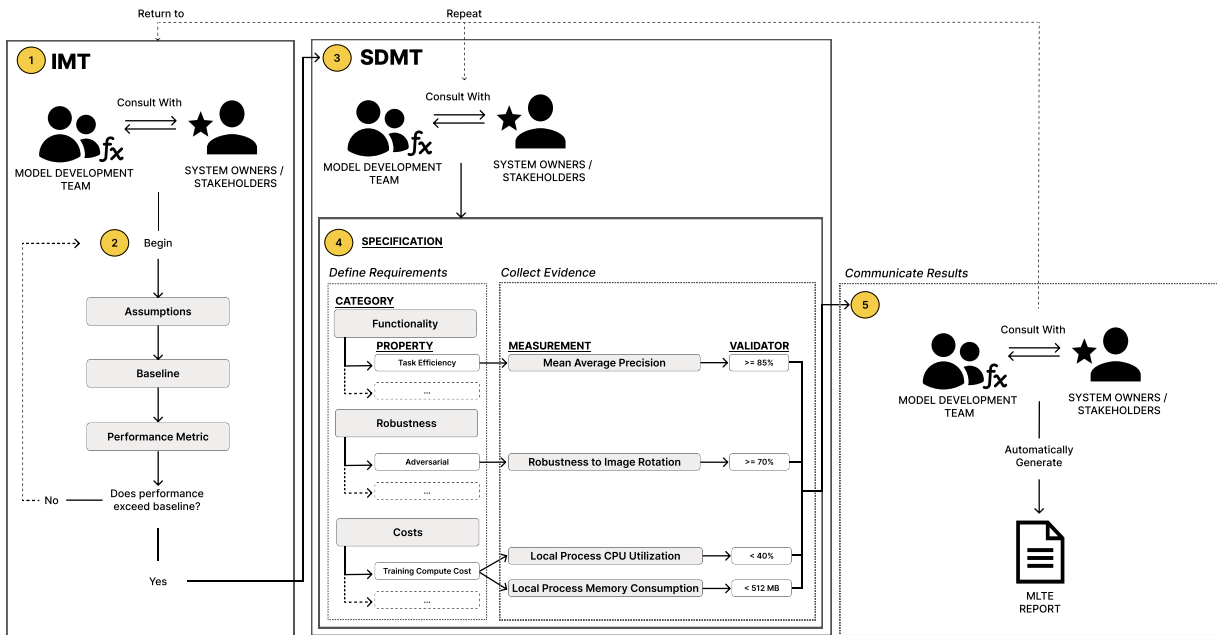 Return to
Repeat
1
IMT
Consult With
fx
MODEL DEVELOPMENT
TEAM
SYSTEM OWNERS /
STAKEHOLDERS
2
Begin
Assumptions
Baseline
Performance Metric
Does performance
exceed baseline?
No
Yes
3
SDMT
Consult With
fx
MODEL DEVELOPMENT
TEAM
SYSTEM OWNERS /
STAKEHOLDERS
4
SPECIFICATION
Define Requirements
Collect Evidence
CATEGORY
Functionality
PROPERTY
MEASUREMENT
VALIDATOR
Task Efficiency
Mean Average Precision
>= 85%
...
Robustness
Adversarial
Robustness to Image Rotation
>= 70%
...
Costs
Training Compute Cost
Local Process CPU Utilization
< 40%
Local Process Memory Consumption
< 512 MB
...
Communicate Results
5
Consult With
fx
MODEL DEVELOPMENT
TEAM
SYSTEM OWNERS /
STAKEHOLDERS
Automatically
Generate
MLTE
REPORT